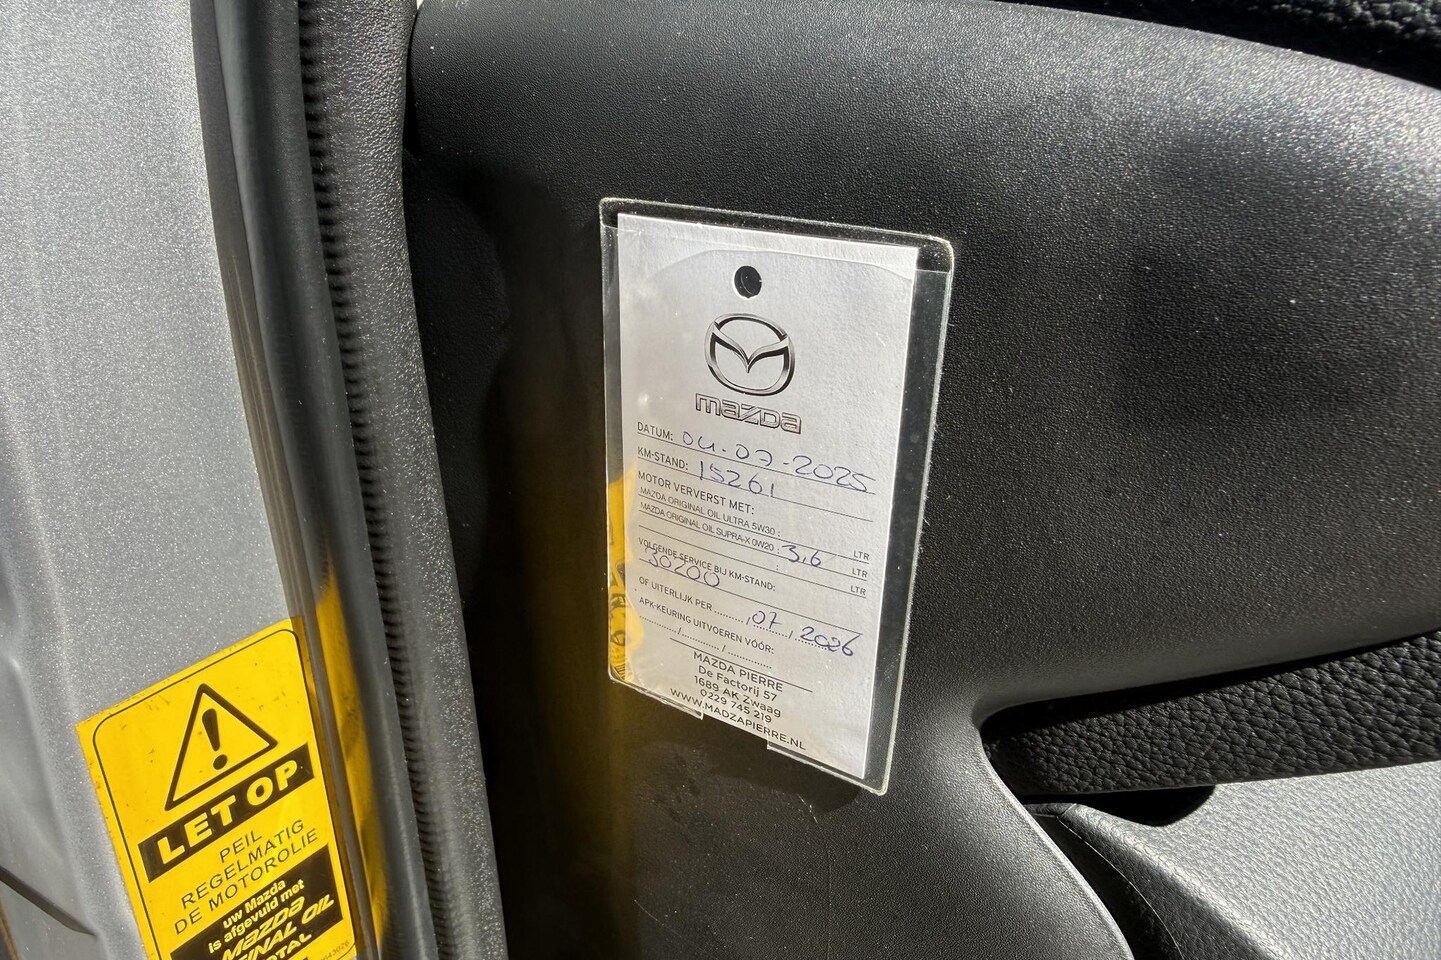 mazda
DATUM: 04-07-2025
KM-STAND: 15261
MOTOR VERVERST MET:
MAZDA ORIGINAL OIL ULTRA 5W30 : LTR
MAZDA ORIGINAL OIL SUPRA-X 0W20 : 3,6 LTR
: LTR
VOLGENDE SERVICE BIJ KM-STAND:
30200
OF UITERLIJK PER ......../07/2026
APK-KEURING UITVOEREN VÓÓR:
........../........../..........
MAZDA PIERRE
De Factorij 57
1689 AK Zwaag
0229 745 219
WWW.MADZAPIERRE.NL
LET OP
PEIL
REGELMATIG
DE MOTOROLIE
uw Mazda
is afgevuld met
mazda